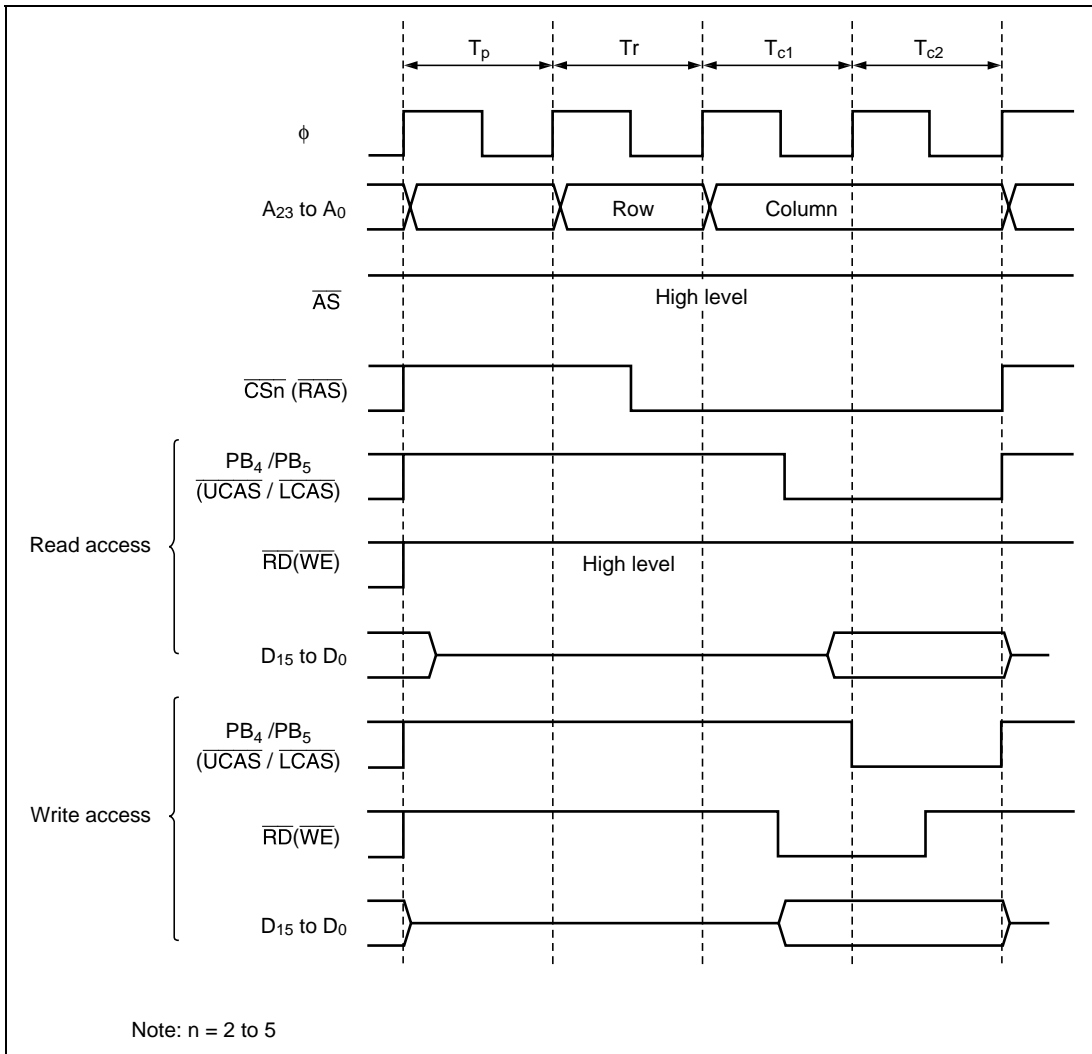 Tp Tr Tc1 Tc2
φ
A23 to A0 Row Column
AS High level
CSn (RAS)
Read access
PB4 /PB5
(UCAS / LCAS)
RD(WE) High level
D15 to D0
Write access
PB4 /PB5
(UCAS / LCAS)
RD(WE)
D15 to D0
Note: n = 2 to 5